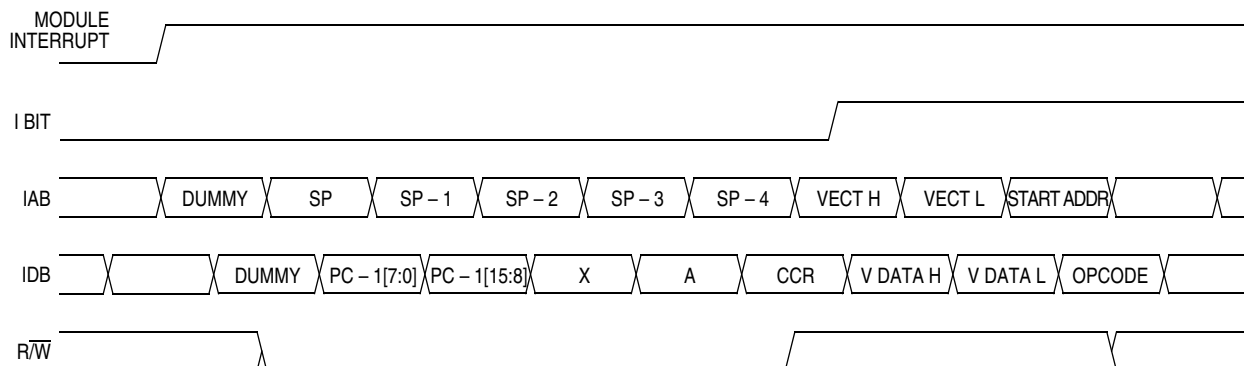 MODULE
INTERRUPT
I BIT
IAB DUMMY SP SP – 1 SP – 2 SP – 3 SP – 4 VECT H VECT L START ADDR
IDB DUMMY PC – 1[7:0] PC – 1[15:8] X A CCR V DATA H V DATA L OPCODE
R/W